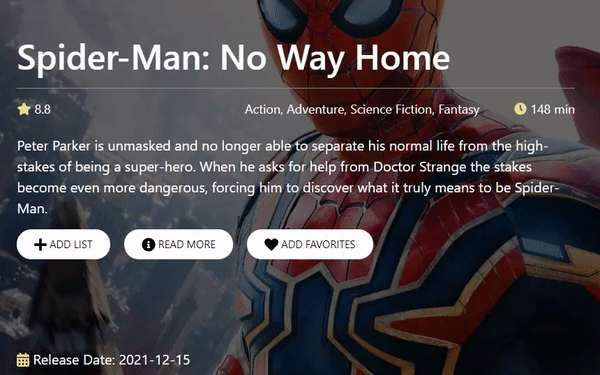 Spider-Man: No Way Home
8.8 Action, Adventure, Science Fiction, Fantasy 148 min
Peter Parker is unmasked and no longer able to separate his normal life from the high-
stakes of being a super-hero. When he asks for help from Doctor Strange the stakes
become even more dangerous, forcing him to discover what it truly means to be Spider-
Man.
ADD LIST READ MORE ADD FAVORITES
Release Date: 2021-12-15